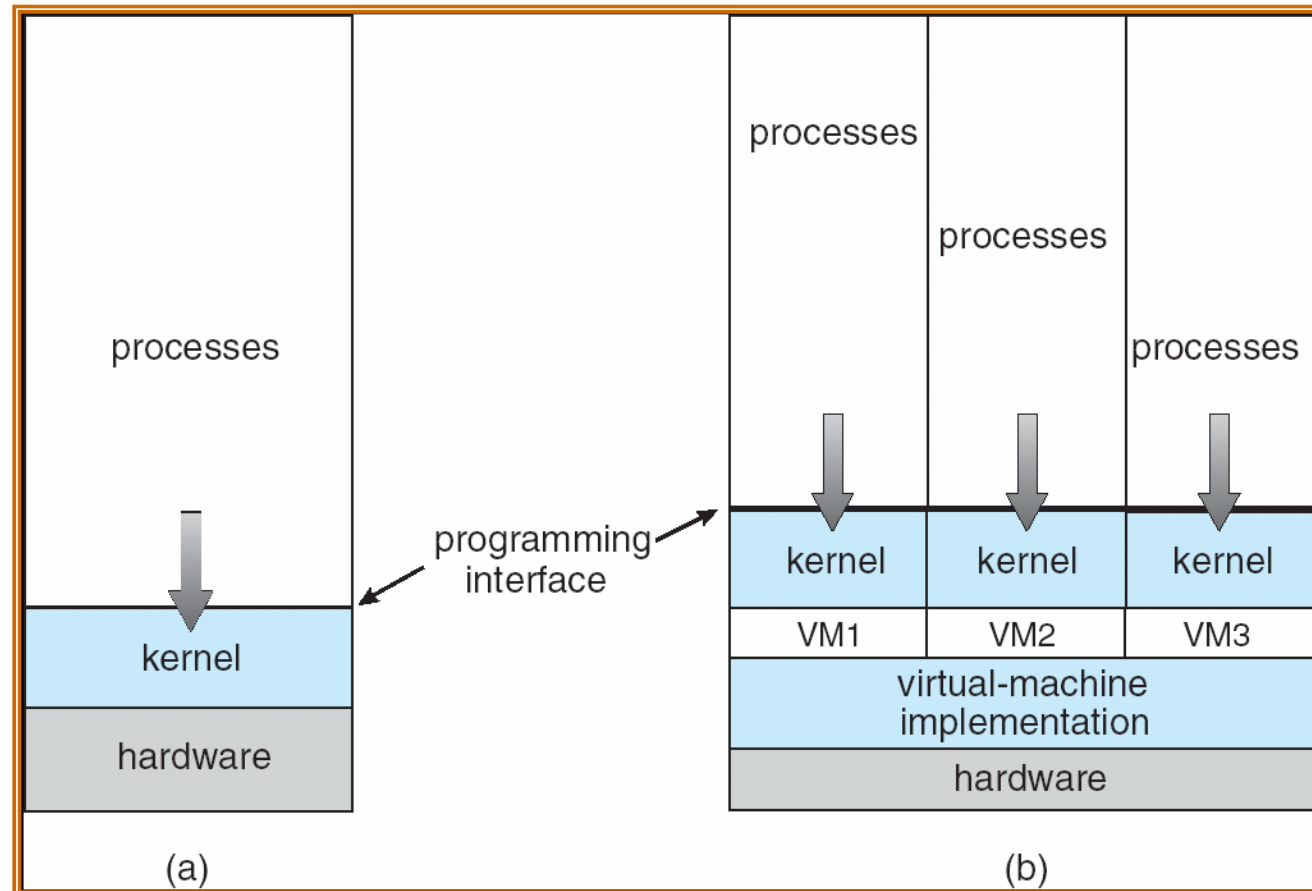 processes
kernel
hardware
(a)
programming
interface
processes
processes
processes
kernel
kernel
kernel
VM1
VM2
VM3
virtual-machine
implementation
hardware
(b)